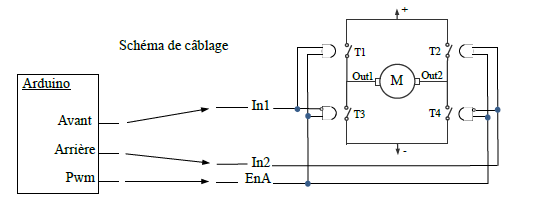 +
Schéma de câblage
T1
T2
Out1
M
Out2
Arduino
In1
T3
T4
Avant
Arrière
-
In2
Pwm
EnA